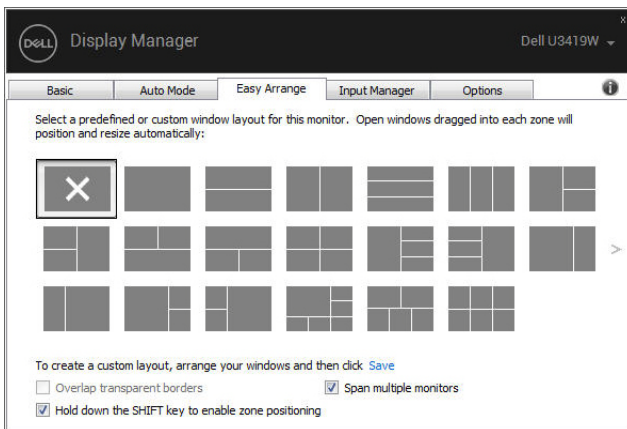 x
DELL Display Manager Dell U3419W
Basic Auto Mode Easy Arrange Input Manager Options i
Select a predefined or custom window layout for this monitor. Open windows dragged into each zone will
position and resize automatically:
>
To create a custom layout, arrange your windows and then click Save
Overlap transparent borders Span multiple monitors
Hold down the SHIFT key to enable zone positioning